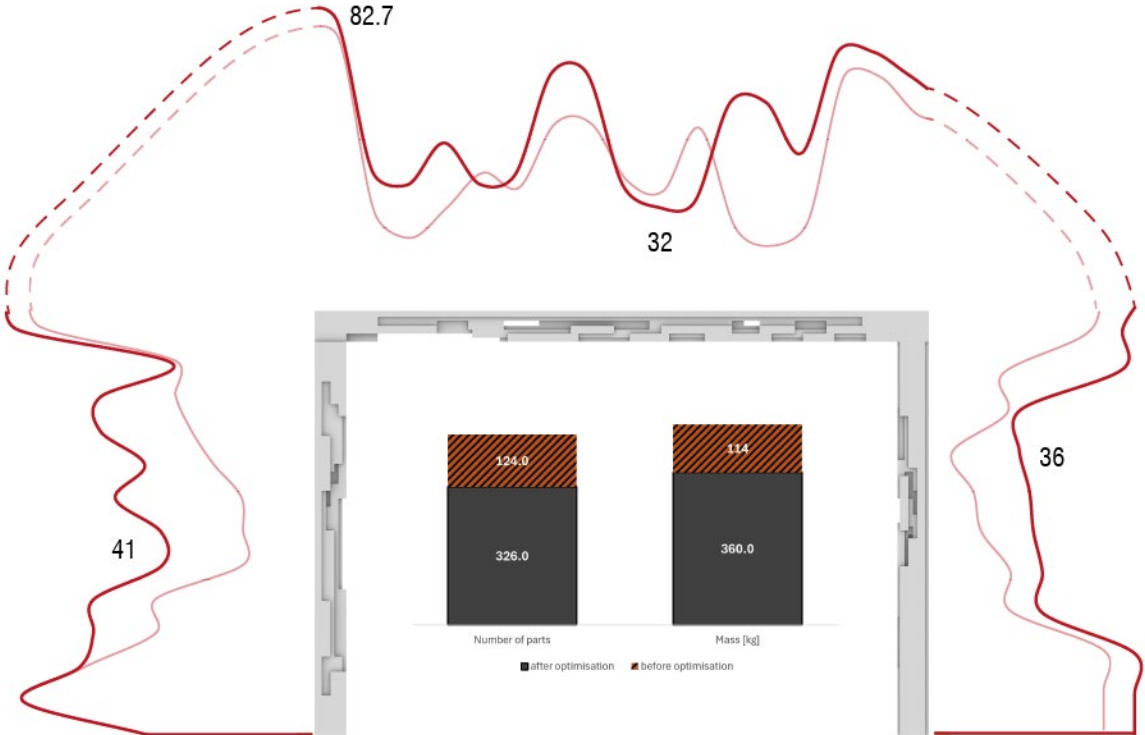 82.7
32
36
41
124.0
114
326.0
360.0
Number of parts
Mass [kg]
after optimisation
before optimisation